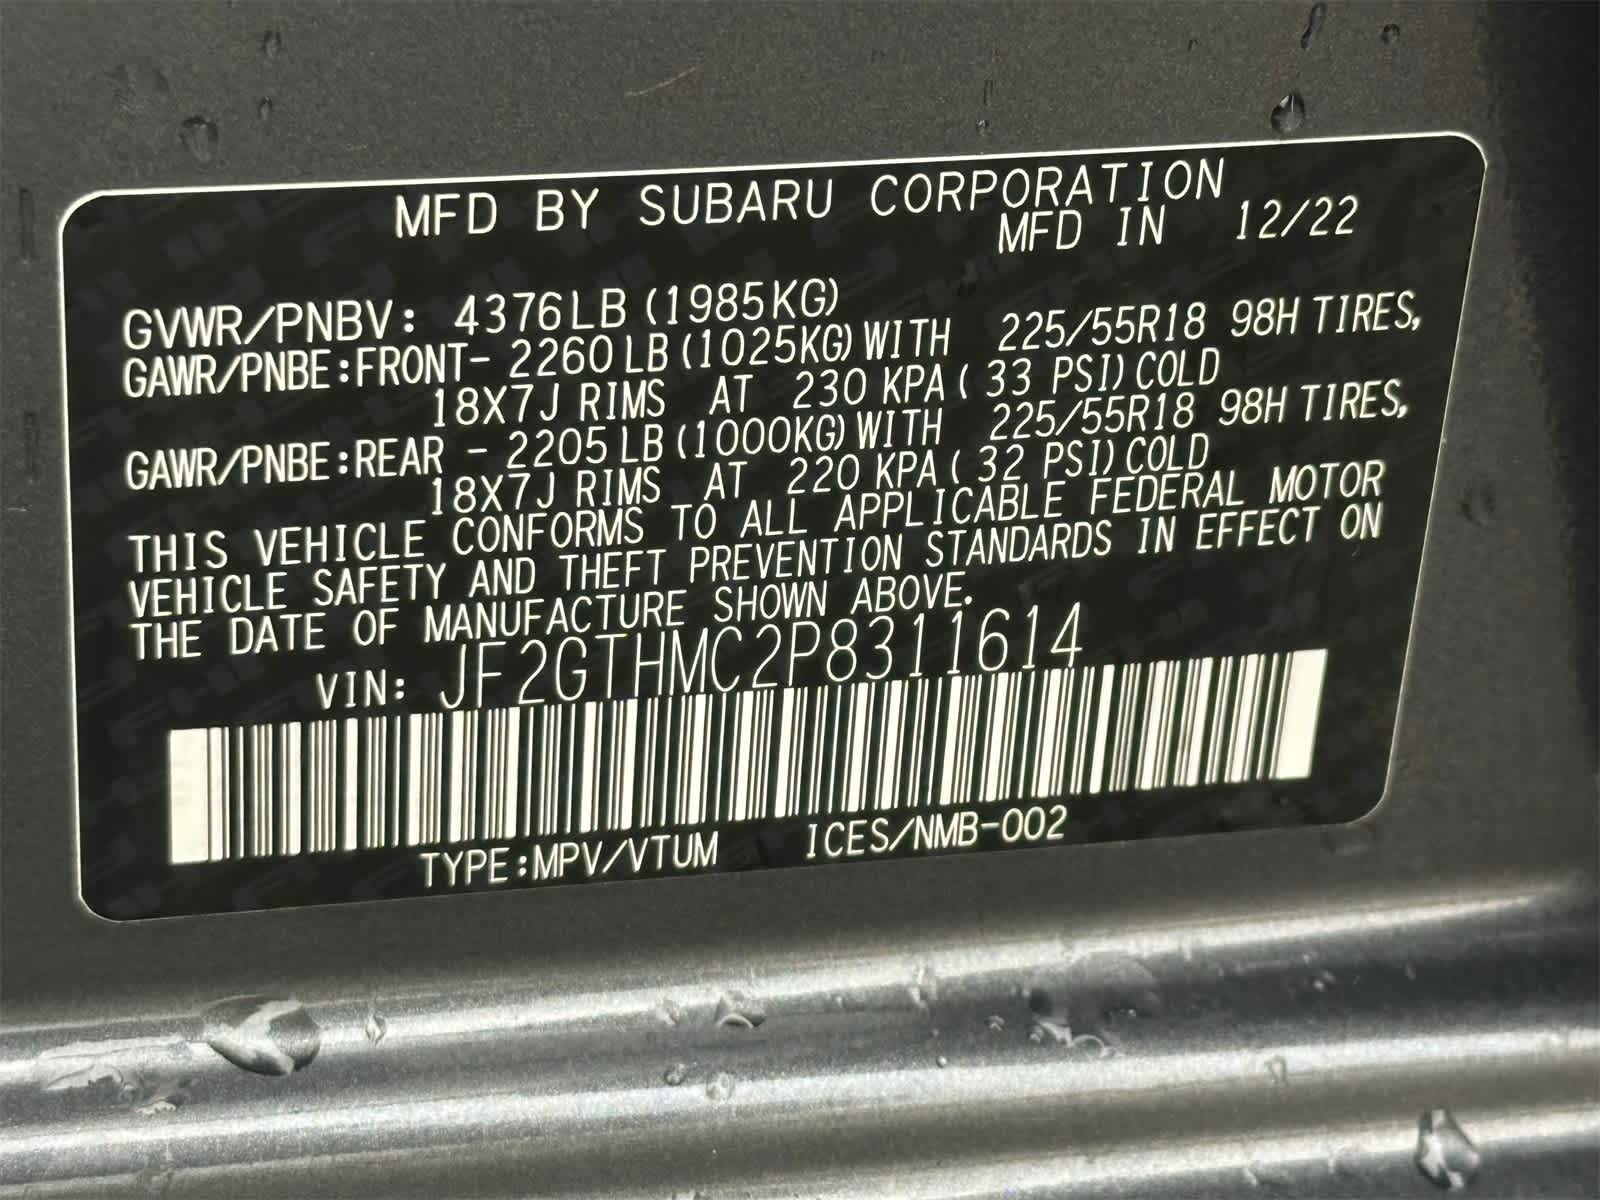 MFD BY SUBARU CORPORATION
MFD IN 12/22
GVWR/PNBV: 4376LB (1985KG)
GAWR/PNBE:FRONT- 2260LB (1025KG) WITH 225/55R18 98H TIRES,
18X7J RIMS AT 230 KPA ( 33 PSI) COLD
GAWR/PNBE:REAR - 2205LB (1000KG) WITH 225/55R18 98H TIRES,
18X7J RIMS AT 220 KPA ( 32 PSI) COLD
THIS VEHICLE CONFORMS TO ALL APPLICABLE FEDERAL MOTOR
VEHICLE SAFETY AND THEFT PREVENTION STANDARDS IN EFFECT ON
THE DATE OF MANUFACTURE SHOWN ABOVE.
VIN: JF2GTHMC2P8311614
TYPE:MPV/VTUM ICES/NMB-002